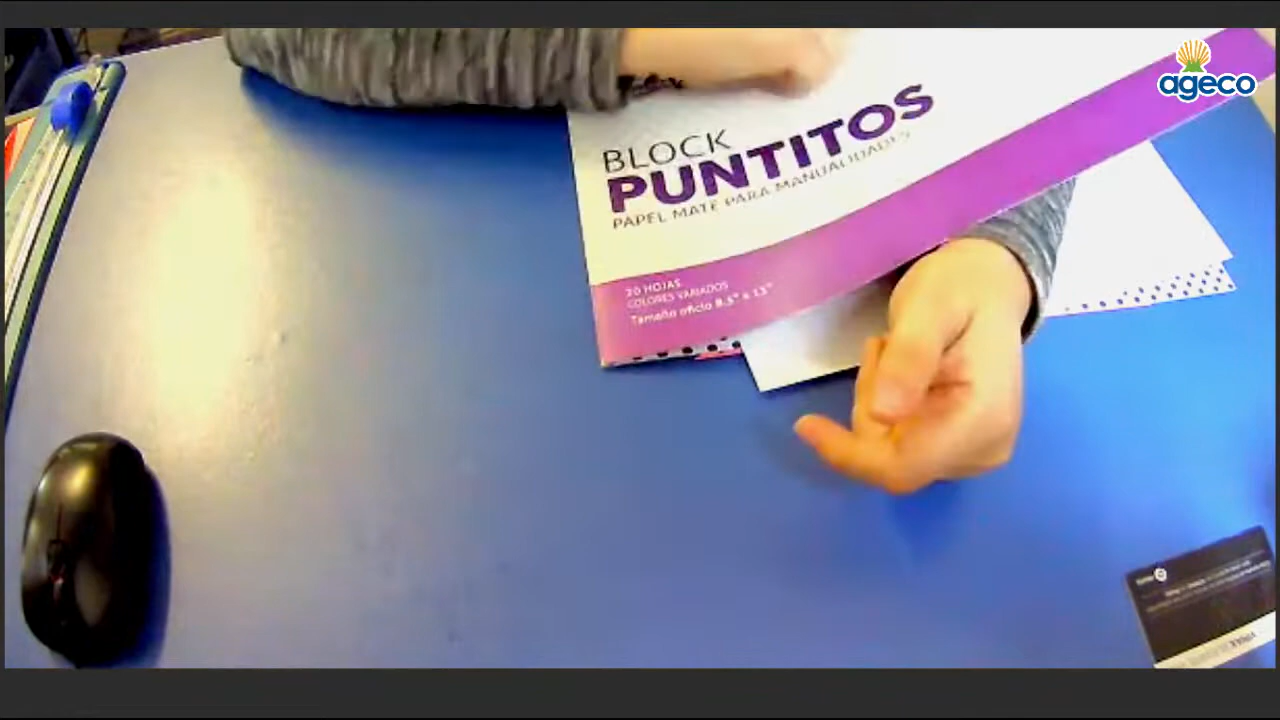 ageco
BLOCK
PUNTITOS
PAPEL MATE PARA MANUALIDADES
20 HOJAS
COLORES VARIADOS
Tamaño oficio 8.5" x 13"